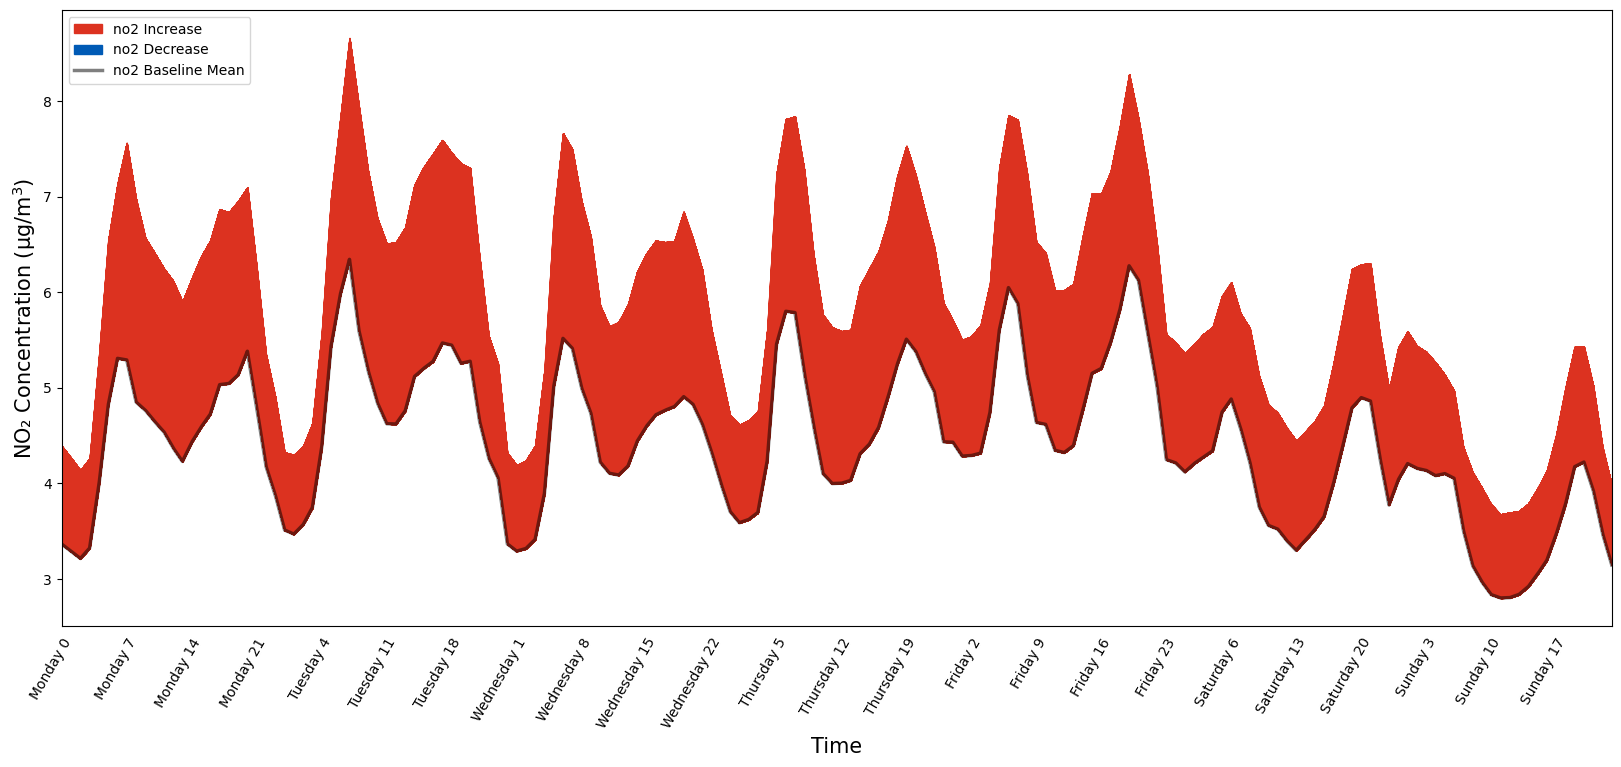 no2 Increase
no2 Decrease
no2 Baseline Mean
NO₂ Concentration (µg/m³)
8
7
6
5
4
3
Monday 0
Monday 7
Monday 14
Monday 21
Tuesday 4
Tuesday 11
Tuesday 18
Wednesday 1
Wednesday 8
Wednesday 15
Wednesday 22
Thursday 5
Thursday 12
Thursday 19
Friday 2
Friday 9
Friday 16
Friday 23
Saturday 6
Saturday 13
Saturday 20
Sunday 3
Sunday 10
Sunday 17
Time